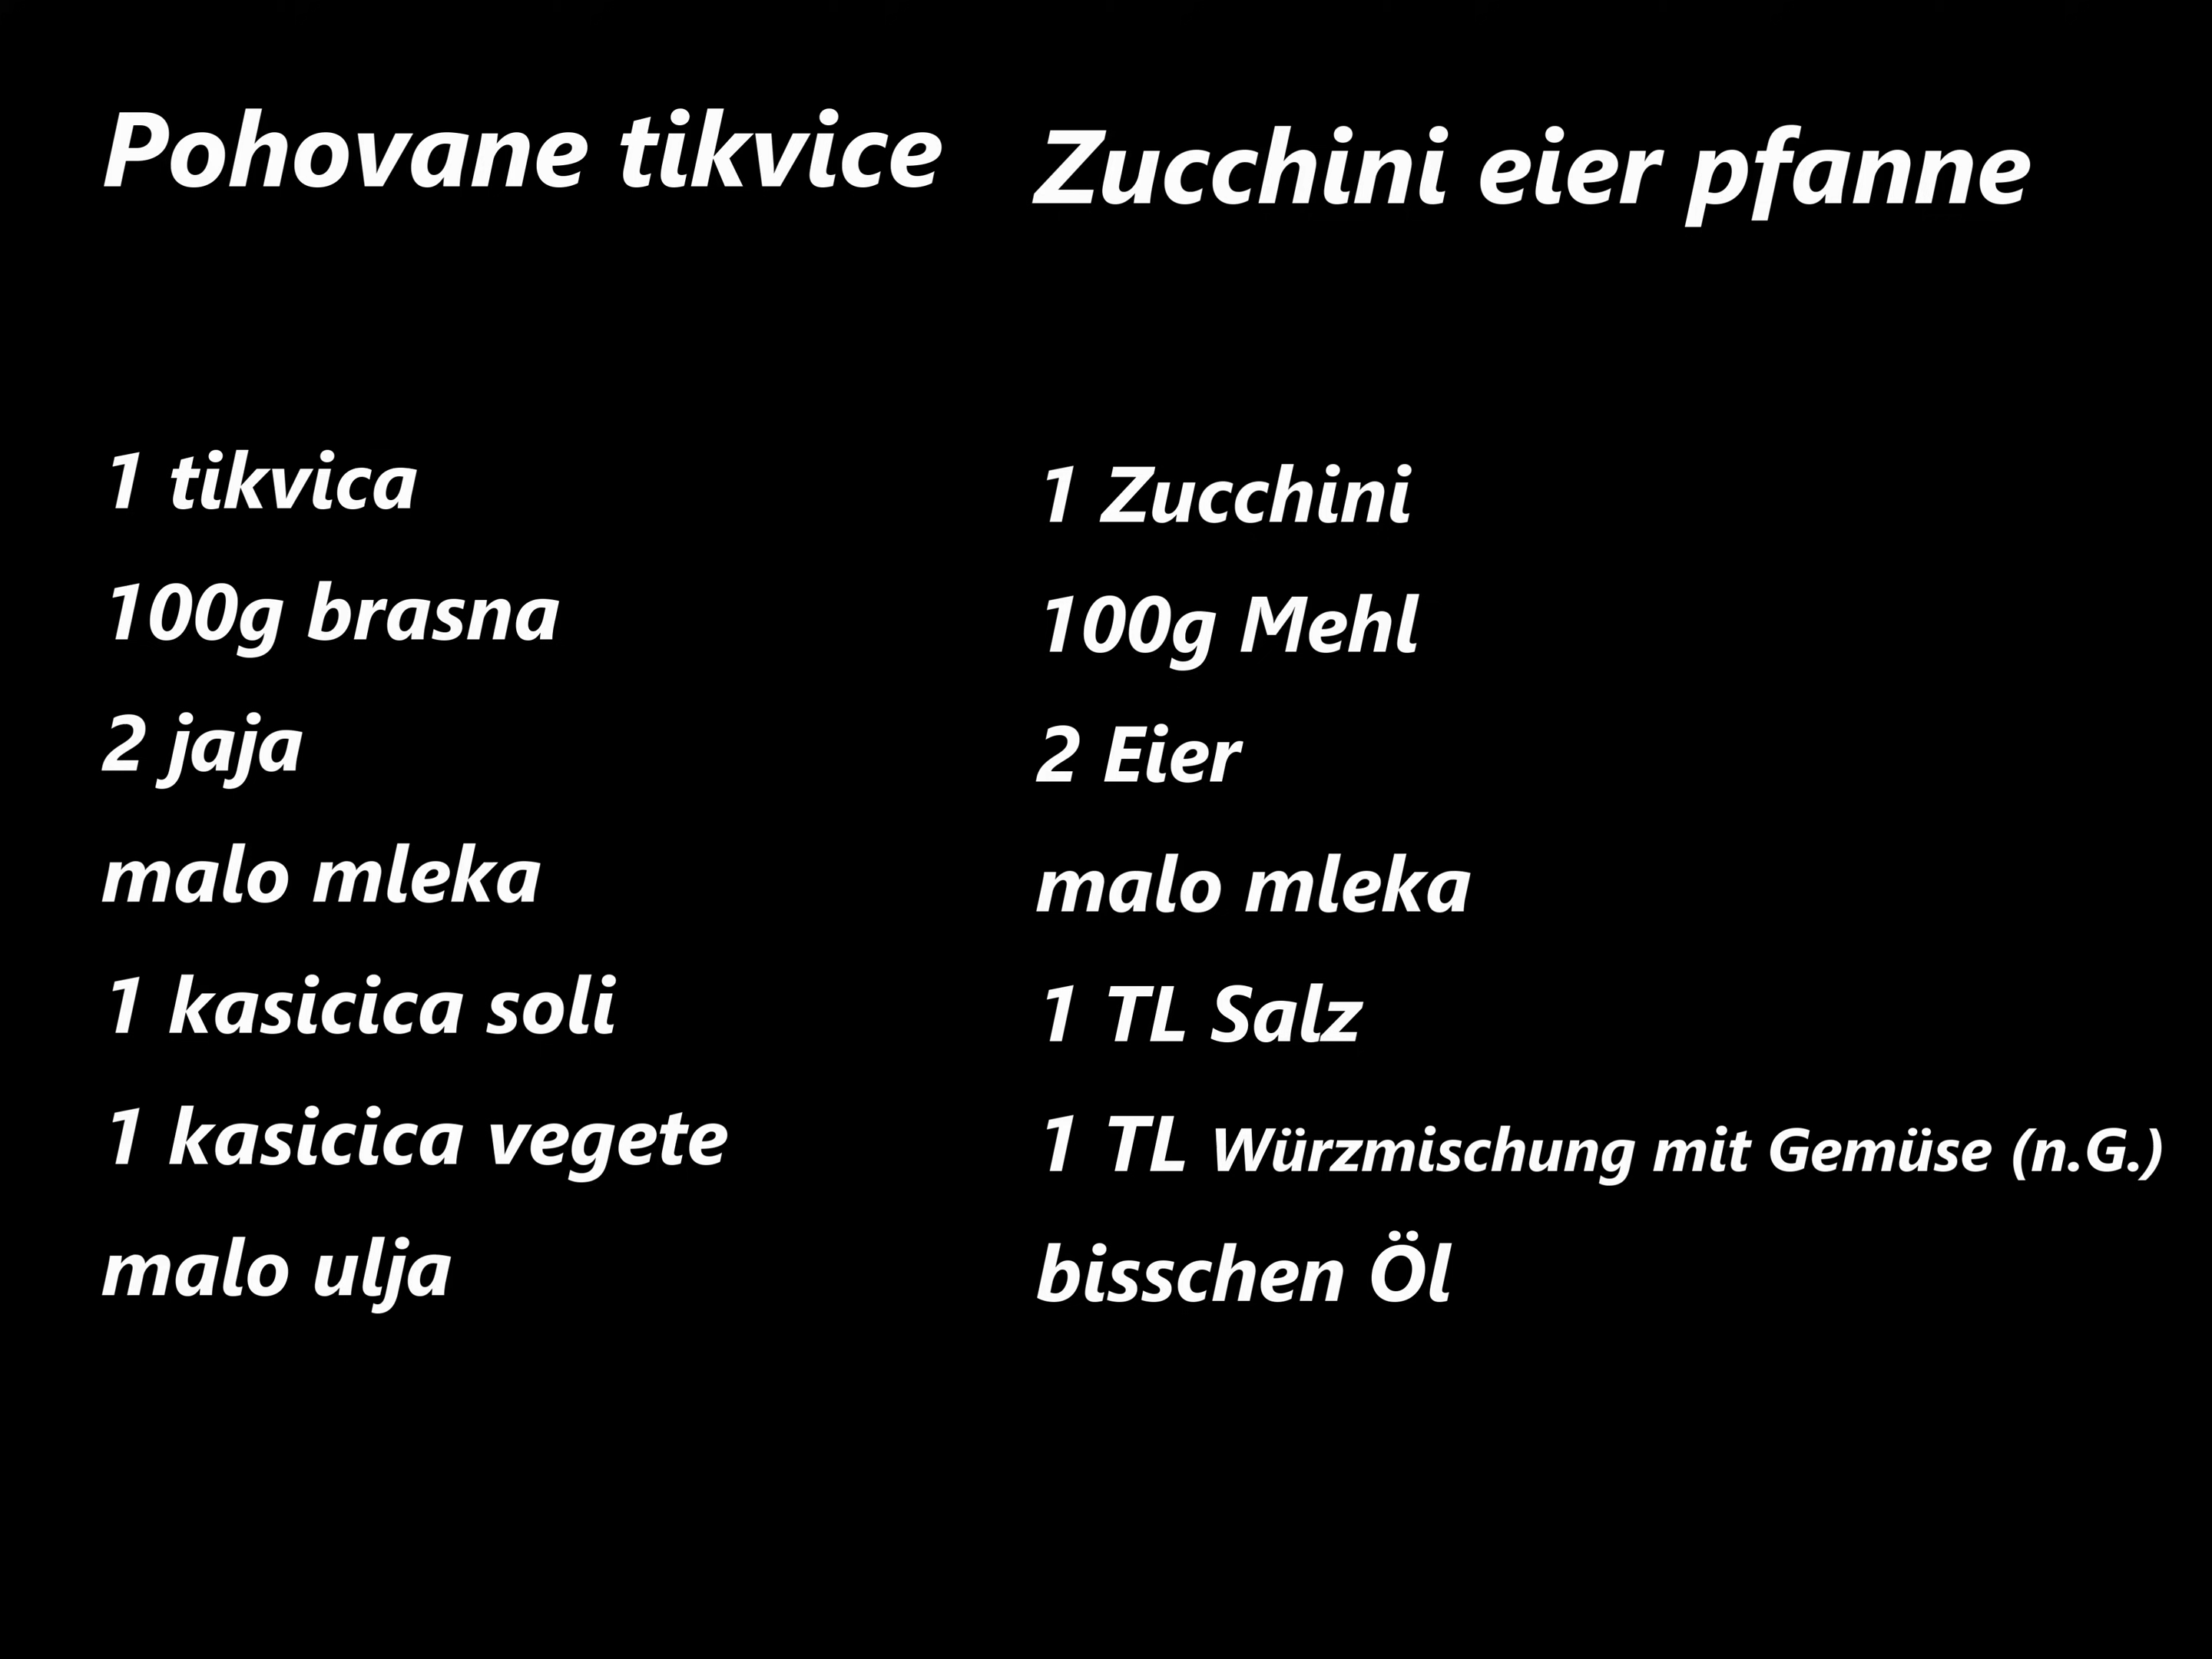 Pohovane tikvice
1 tikvica
100g brasna
2 jaja
malo mleka
1 kasicica soli
1 kasicica vegete
malo ulja
Zucchini eier pfanne
1 Zucchini
100g Mehl
2 Eier
malo mleka
1 TL Salz
1 TL Würzmischung mit Gemüse (n.G.)
bisschen Öl